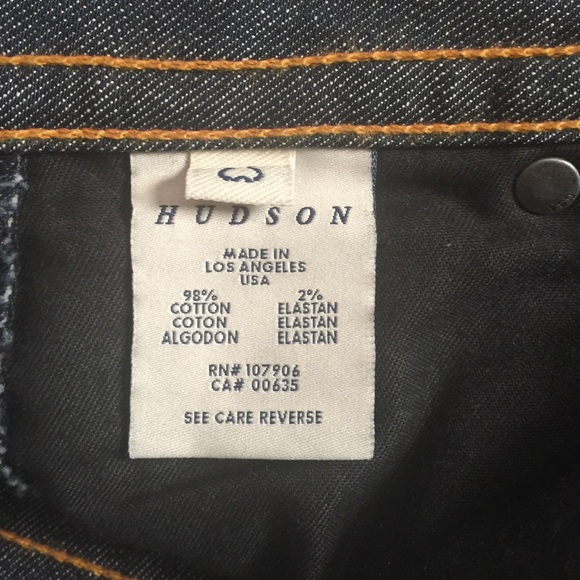 3
HUDSON
MADE IN
LOS ANGELES
USA
98% 2%
COTTON ELASTAN
COTON ELASTAN
ALGODON ELASTAN
RN# 107906
CA# 00635
SEE CARE REVERSE